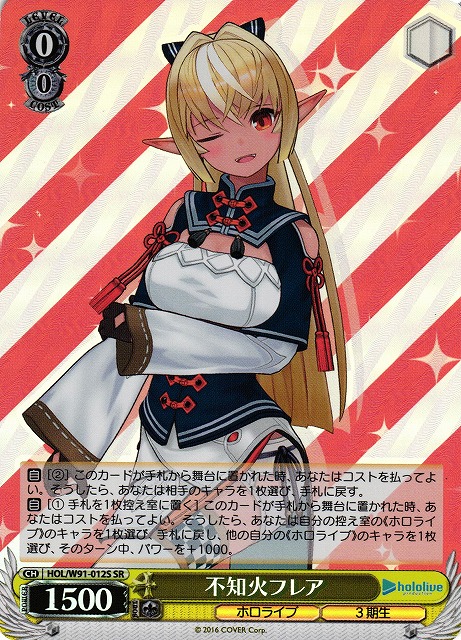 LEVEL
0
0
COST
自 [②] このカードが手札から舞台に置かれた時、あなたはコストを払ってよ
い。そうしたら、あなたは相手のキャラを1枚選び、手札に戻す。
自 [① 手札を1枚控え室に置く] このカードが手札から舞台に置かれた時、あ
なたはコストを払ってよい。そうしたら、あなたは自分の控え室の《ホロライ
ブ》のキャラを1枚選び、手札に戻し、他の自分の《ホロライブ》のキャラを1枚
選び、そのターン中、パワーを+1000。
CH HOL/W91-012S SR
POWER 1500 SOUL
不知火フレア
hololive
production
ホロライブ 3期生
© 2016 COVER Corp.